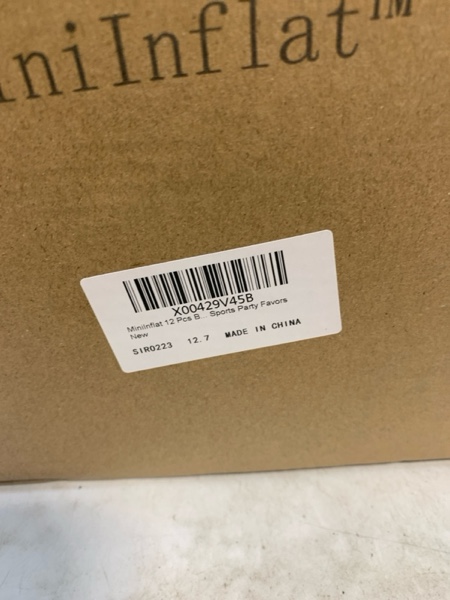 niInflat™
X00429V45B
MiniInflat 12 Pcs B... Sports Party Favors
New
SIR0223 12.7 MADE IN CHINA